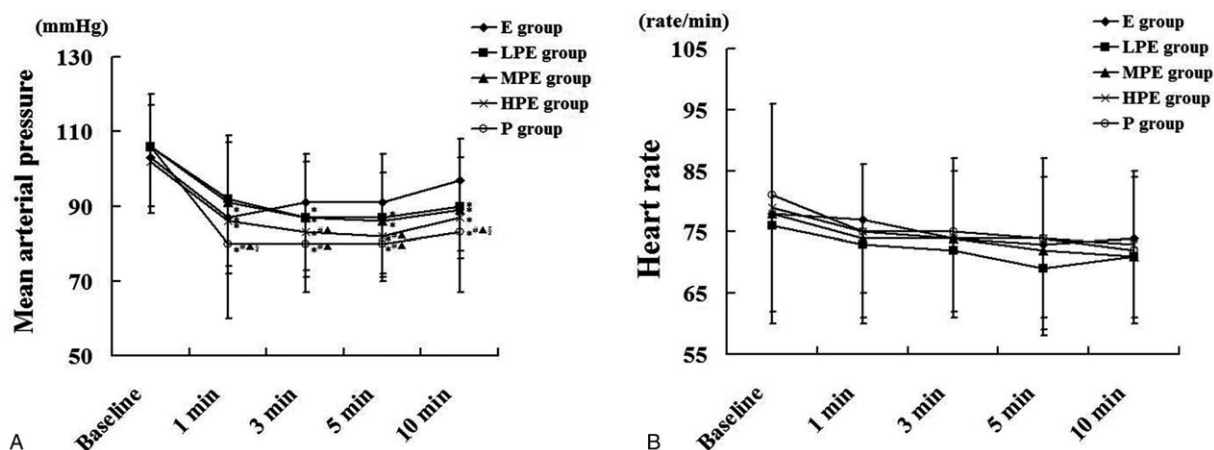 (mmHg)
E group
LPE group
MPE group
HPE group
P group
130
110
90
70
50
Mean arterial pressure
Baseline
1 min
3 min
5 min
10 min
A
(rate/min)
E group
LPE group
MPE group
HPE group
P group
105
95
85
75
65
55
Heart rate
Baseline
1 min
3 min
5 min
10 min
B